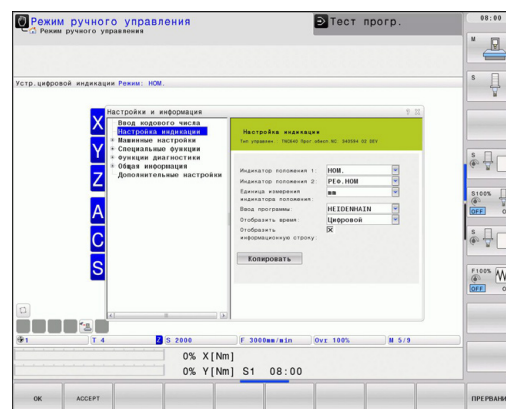 Режим ручного управления
Режим ручного управления
Тест прогр.
08:00
Устр.цифровой индикации Режим: НОМ.
M
S
S
S100%
OFF
S
F100%
OFF
X
Y
Z
A
C
S
Настройки и информация
Ввод кодового числа
Настройка индикации
Машинные настройки
Специальные функции
Функции диагностики
Общая информация
Дополнительные настройки
Настройка индикации
Индикатор положения 1: НОМ.
Индикатор положения 2: РЕФ.НОМ
Единица измерения mm
индикатора положения:
Ввод программы: HEIDENHAIN
Отобразить время: Цифровой
Отобразить
информационную строку:
Копировать
1 T 4 Z S 2000 F 3000mm/min Ovr 100% M 5/9
0% X[Nm]
0% Y[Nm] S1 08:00
OK ACCEPT ПРЕРВАНИ